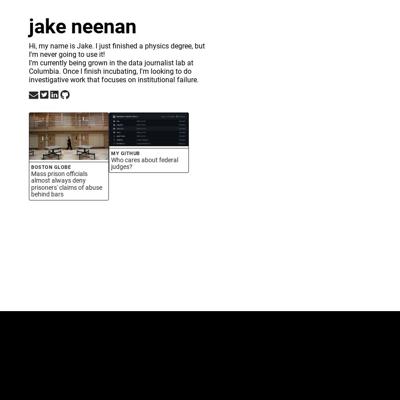 jake neenan
Hi, my name is Jake. I just finished a physics degree, but
I'm never going to use it!
I'm currently being grown in the data journalist lab at
Columbia. Once I finish incubating, I'm looking to do
investigative work that focuses on institutional failure.
BOSTON GLOBE
Mass prison officials
almost always deny
prisoners' claims of abuse
behind bars
MY GITHUB
Who cares about federal
judges?